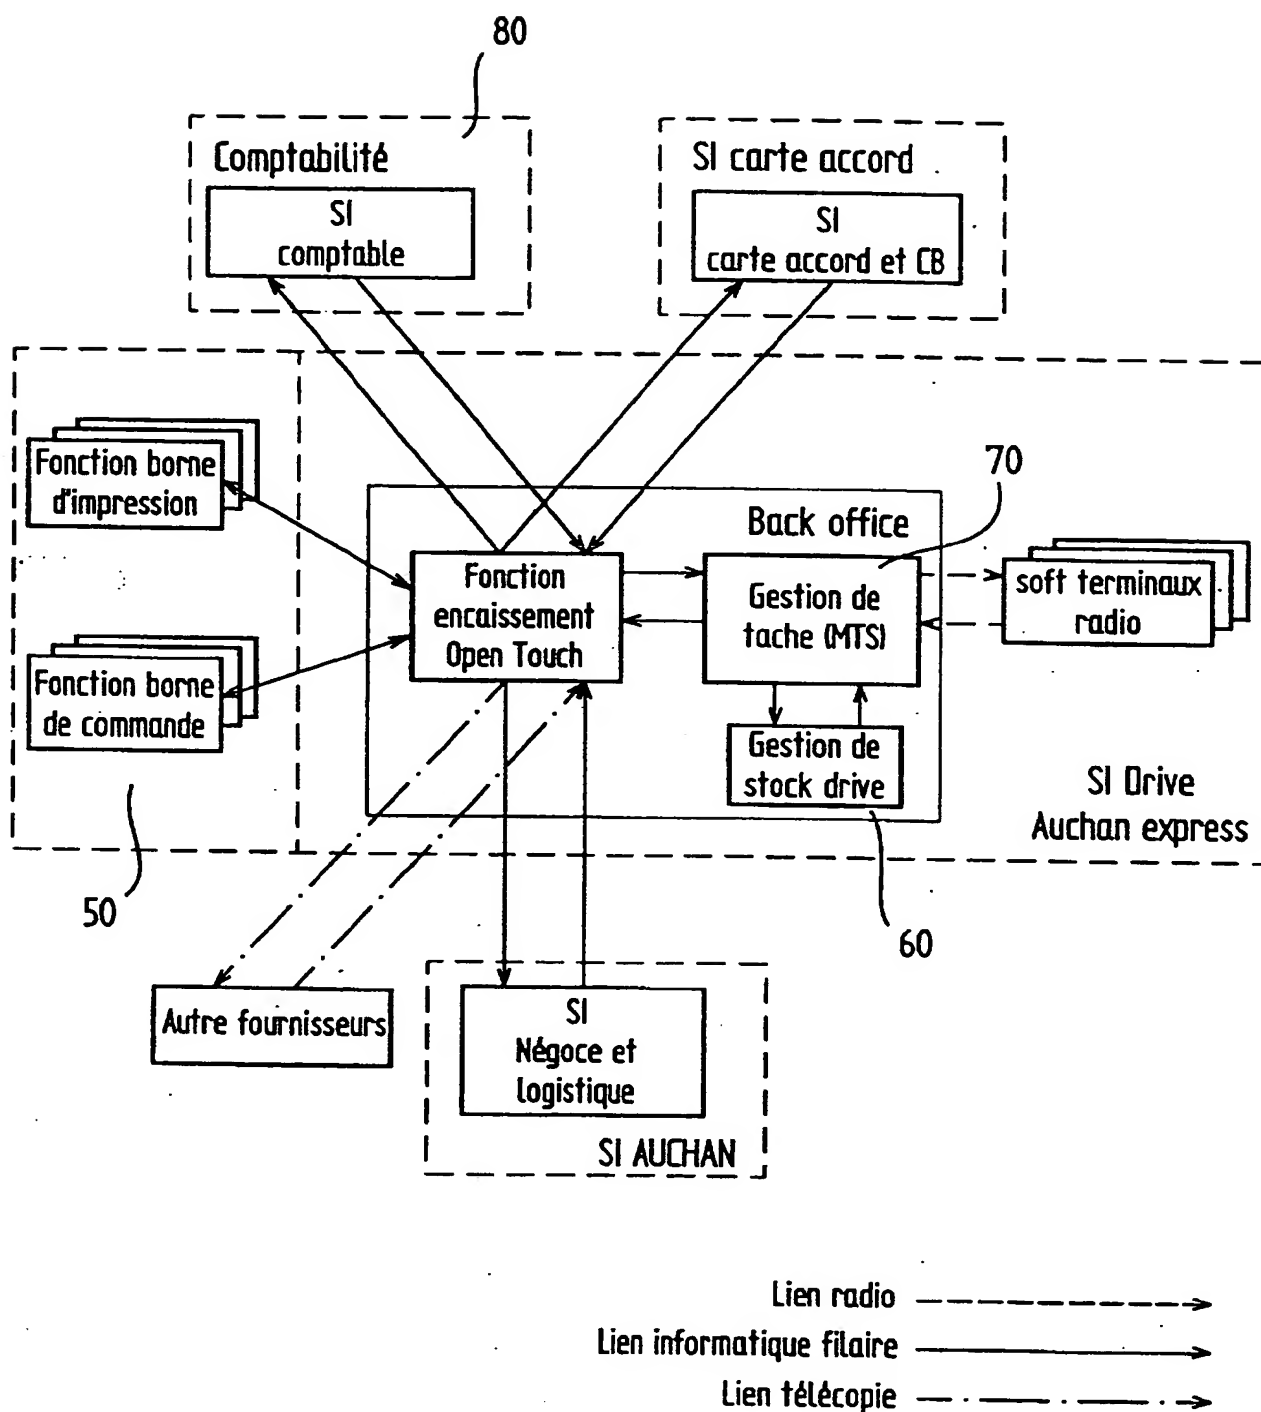 80
Comptabilité
SI
comptable
SI carte accord
SI
carte accord et CB
Fonction borne
d'impression
Fonction borne
de commande
50
Back office
70
Fonction
encaissement
Open Touch
Gestion de
tache (MTS)
soft terminaux
radio
Gestion de
stock drive
60
SI Drive
Auchan express
Autre fournisseurs
SI
Négoce et
logistique
SI AUCHAN
Lien radio
Lien informatique filaire
Lien télécopie